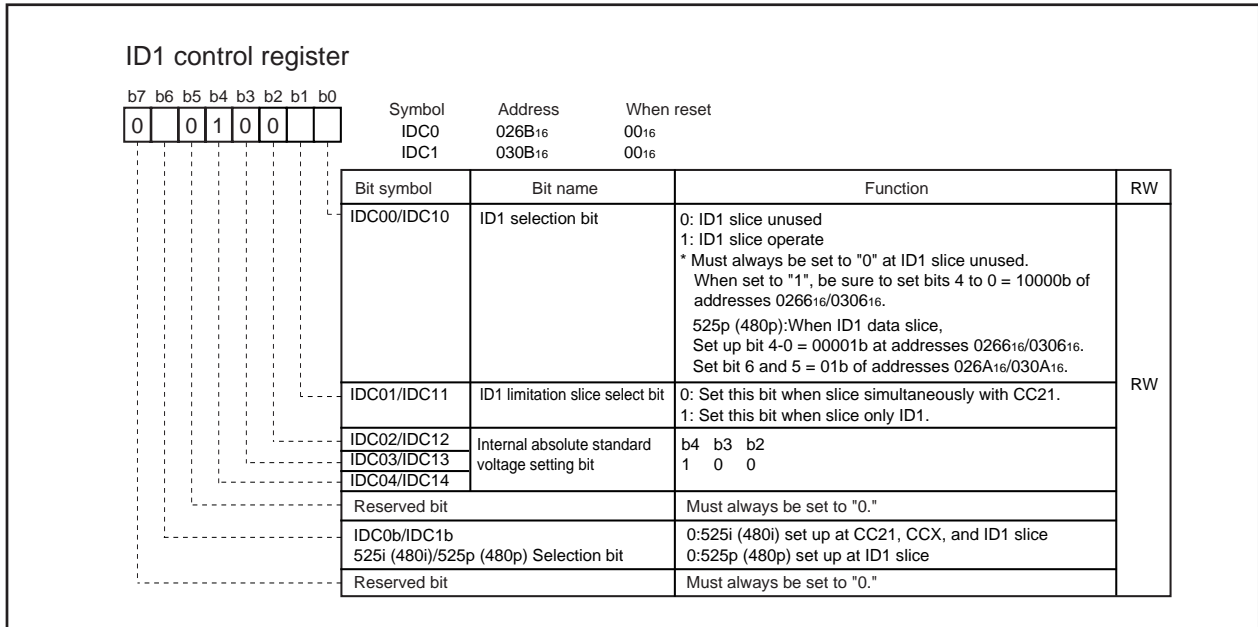 ID1 control register
b7 b6 b5 b4 b3 b2 b1 b0
0 0 1 0 0
Symbol Address When reset
IDC0 026B16 0016
IDC1 030B16 0016
Bit symbol Bit name Function RW
IDC00/IDC10 ID1 selection bit 0: ID1 slice unused
1: ID1 slice operate
* Must always be set to "0" at ID1 slice unused.
When set to "1", be sure to set bits 4 to 0 = 10000b of
addresses 026616/030616.
525p (480p):When ID1 data slice,
Set up bit 4-0 = 00001b at addresses 026616/030616.
Set bit 6 and 5 = 01b of addresses 026A16/030A16.
RW
IDC01/IDC11 ID1 limitation slice select bit 0: Set this bit when slice simultaneously with CC21.
1: Set this bit when slice only ID1.
IDC02/IDC12 Internal absolute standard b4 b3 b2
IDC03/IDC13 voltage setting bit 1 0 0
IDC04/IDC14
Reserved bit Must always be set to "0."
IDC0b/IDC1b 0:525i (480i) set up at CC21, CCX, and ID1 slice
525i (480i)/525p (480p) Selection bit 0:525p (480p) set up at ID1 slice
Reserved bit Must always be set to "0."